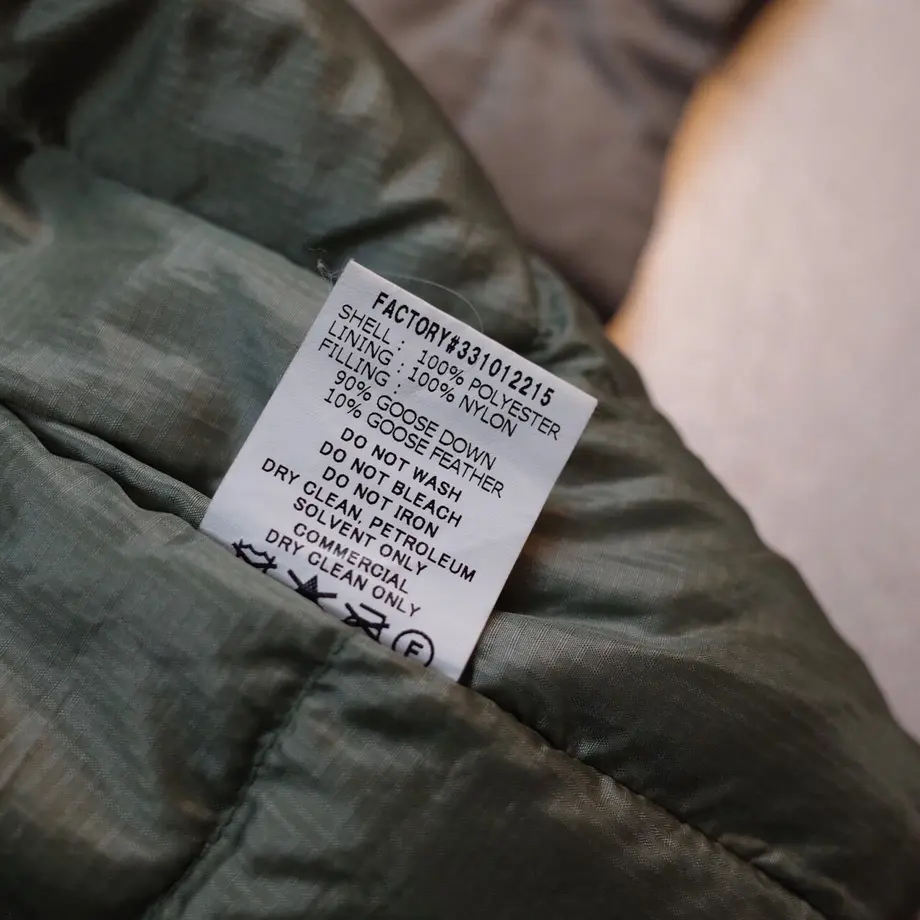 FACTORY#331012215
SHELL : 100% POLYESTER
LINING : 100% NYLON
FILLING :
90% GOOSE DOWN
10% GOOSE FEATHER
DO NOT WASH
DO NOT BLEACH
DO NOT IRON
DRY CLEAN, PETROLEUM
SOLVENT ONLY
COMMERCIAL
DRY CLEAN ONLY
F